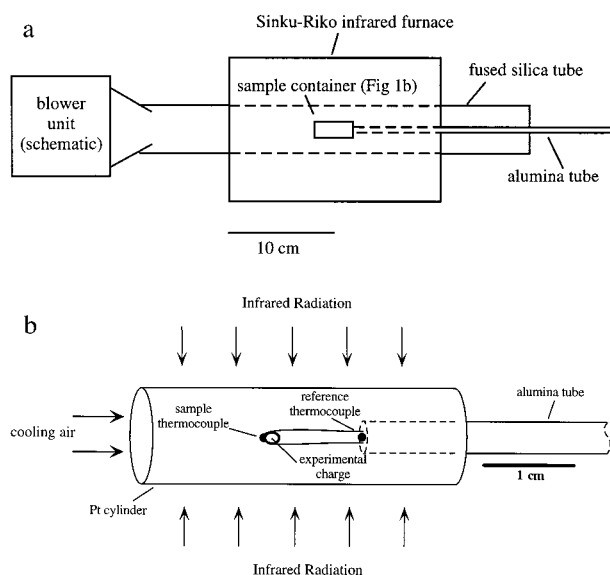 a
Sinku-Riko infrared furnace
blower
unit
(schematic)
sample container (Fig 1b)
fused silica tube
alumina tube
10 cm
b
Infrared Radiation
cooling air
sample
thermocouple
reference
thermocouple
experimental
charge
alumina tube
1 cm
Pt cylinder
Infrared Radiation